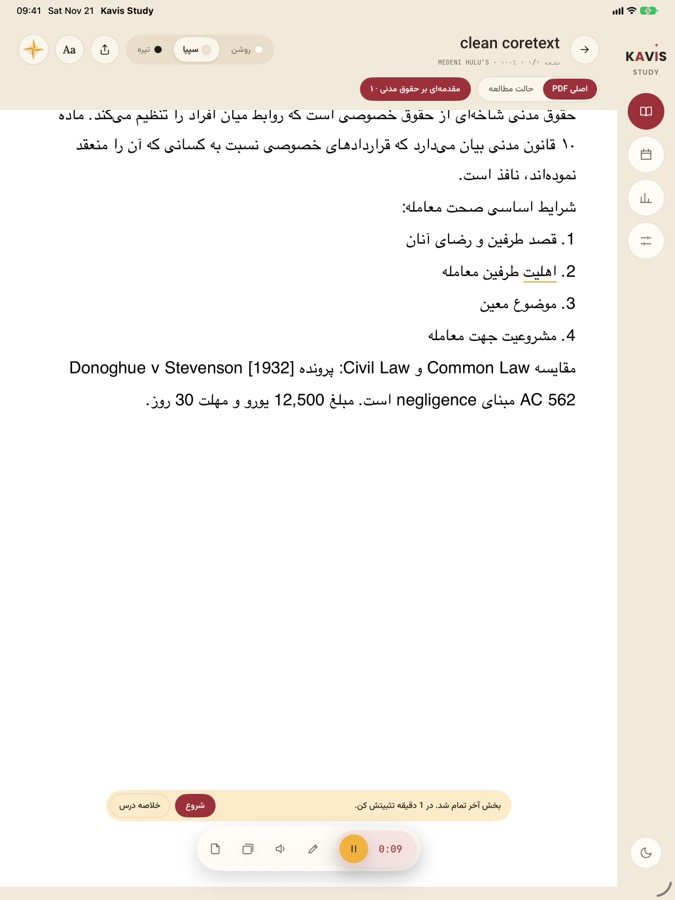 09:41 Sat Nov 21 Kavis Study
KAVIS
STUDY
clean coretext
MEDENI HULU'S · ۱۰۰٪ · ۱/۱ صفحه
روشن
سپیا
تیره
Aa
اصلی PDF
حالت مطالعه
مقدمه‌ای بر حقوق مدنی · ۱
حقوق مدنی شاخه‌ای از حقوق خصوصی است که روابط میان افراد را تنظیم می‌کند. ماده
۱۰ قانون مدنی بیان می‌دارد که قراردادهای خصوصی نسبت به کسانی که آن را منعقد
نموده‌اند، نافذ است.
شرایط اساسی صحت معامله:
1. قصد طرفین و رضای آنان
2. اهلیت طرفین معامله
3. موضوع معین
4. مشروعیت جهت معامله
مقایسه Common Law و Civil Law: پرونده Donoghue v Stevenson [1932]
AC 562 مبنای negligence است. مبلغ 12,500 یورو و مهلت 30 روز.
بخش آخر تمام شد. در 1 دقیقه تثبیتش کن.
شروع
خلاصه درس
0:09